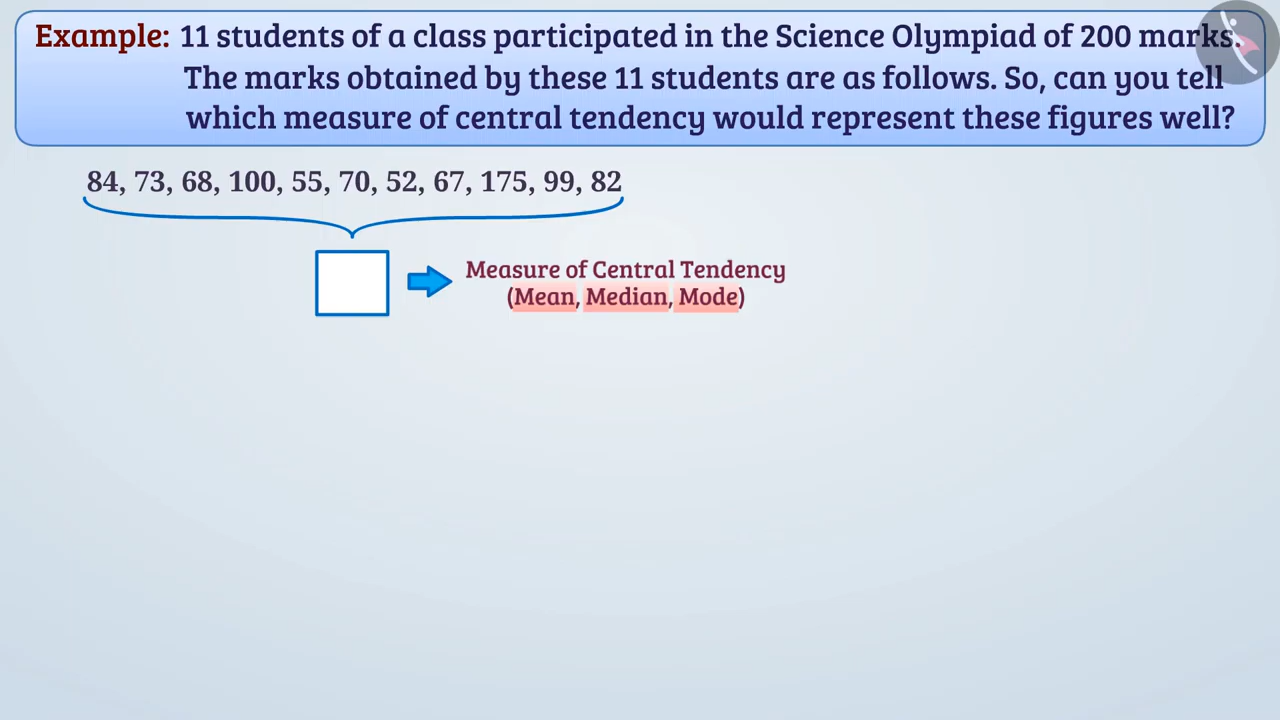 Example: 11 students of a class participated in the Science Olympiad of 200 marks.
The marks obtained by these 11 students are as follows. So, can you tell
which measure of central tendency would represent these figures well?
84, 73, 68, 100, 55, 70, 52, 67, 175, 99, 82
Measure of Central Tendency
(Mean, Median, Mode)